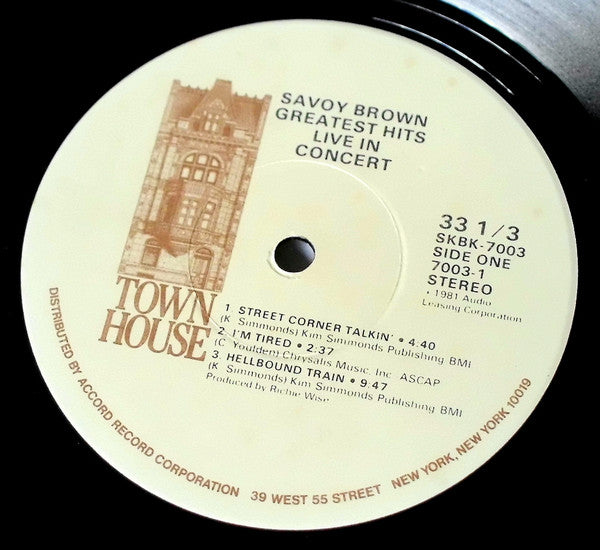 SAVOY BROWN
GREATEST HITS
LIVE IN
CONCERT
33 1/3
SKBK-7003
SIDE ONE
7003-1
STEREO
• 1981 Audio
Leasing Corporation
TOWN
HOUSE
1 STREET CORNER TALKIN' • 4:40
(K Simmonds) Kim Simmonds Publishing BMI
2. I'M TIRED • 2:37
(C Youlden) Chrysalis Music, Inc ASCAP
3. HELLBOUND TRAIN • 9:47
(K Simmonds) Kim Simmonds Publishing BMI
Produced by Richie Wise
DISTRIBUTED BY ACCORD RECORD CORPORATION 39 WEST 55 STREET NEW YORK, NEW YORK 10019